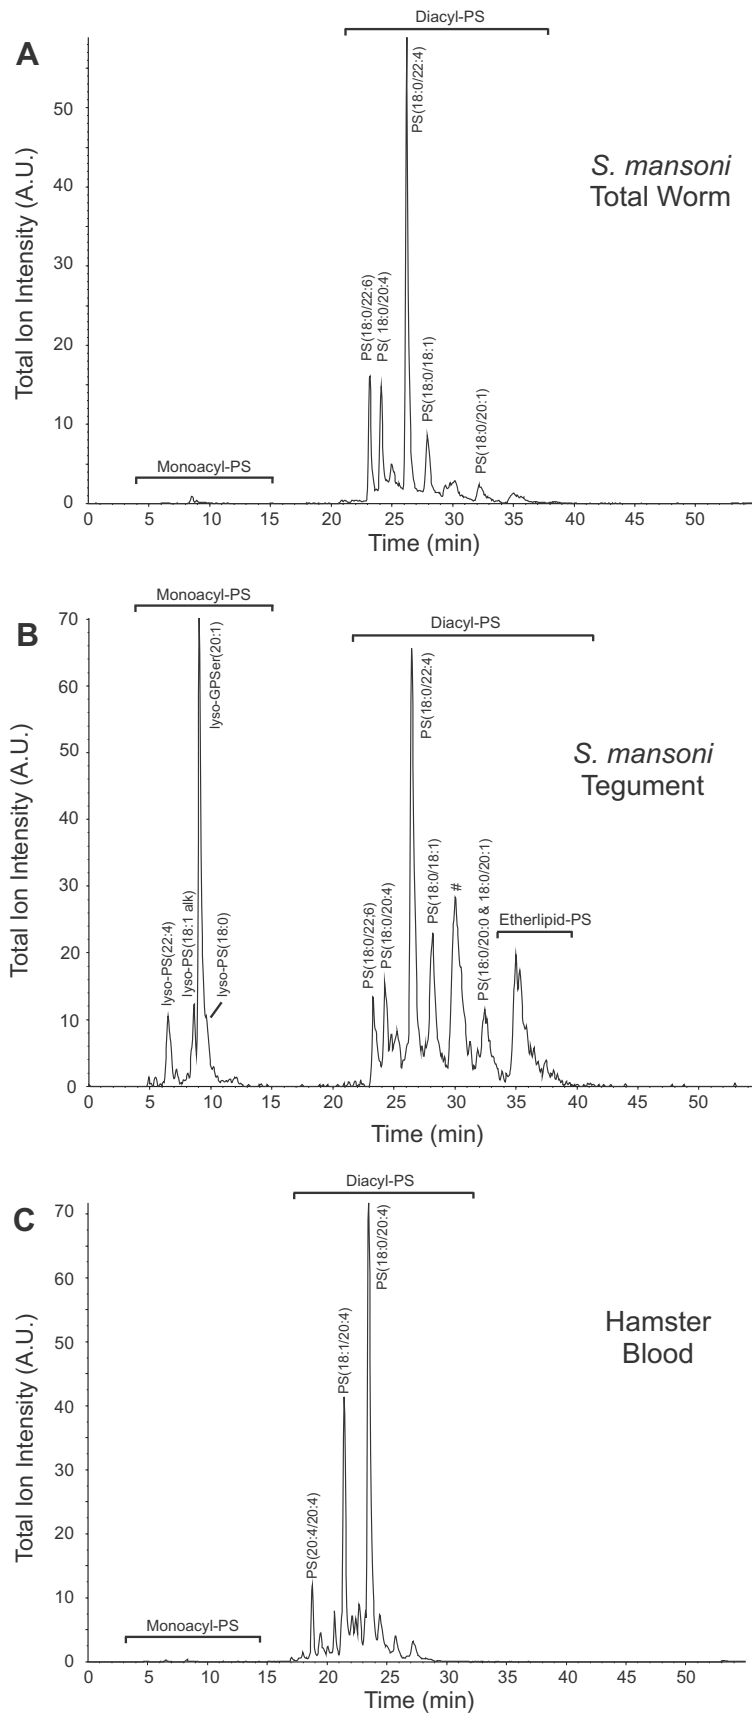 Diacyl-PS
A
PS(18:0/22:4)
S. mansoni
Total Worm
Total Ion Intensity (A.U.)
50
40
30
20
10
0
PS(18:0/22:6)
PS( 18:0/20:4)
PS(18:0/18:1)
PS(18:0/20:1)
Monoacyl-PS
0 5 10 15 20 25 30 35 40 45 50
Time (min)
Monoacyl-PS
B
Diacyl-PS
lyso-GPSer(20:1)
PS(18:0/22:4)
S. mansoni
Tegument
Total Ion Intensity (A.U.)
70
60
50
40
30
20
10
0
lyso-PS(22:4)
lyso-PS(18:1 alk)
lyso-PS(18:0)
PS(18:0/22;6)
PS(18:0/20:4)
PS(18:0/18:1)
#
PS(18:0/20:0 & 18:0/20:1)
Etherlipid-PS
0 5 10 15 20 25 30 35 40 45 50
Time (min)
Diacyl-PS
C
PS(18:0/20:4)
Hamster
Blood
Total Ion Intensity (A.U.)
70
60
50
40
30
20
10
0
PS(20:4/20:4)
PS(18:1/20:4)
Monoacyl-PS
0 5 10 15 20 25 30 35 40 45 50
Time (min)